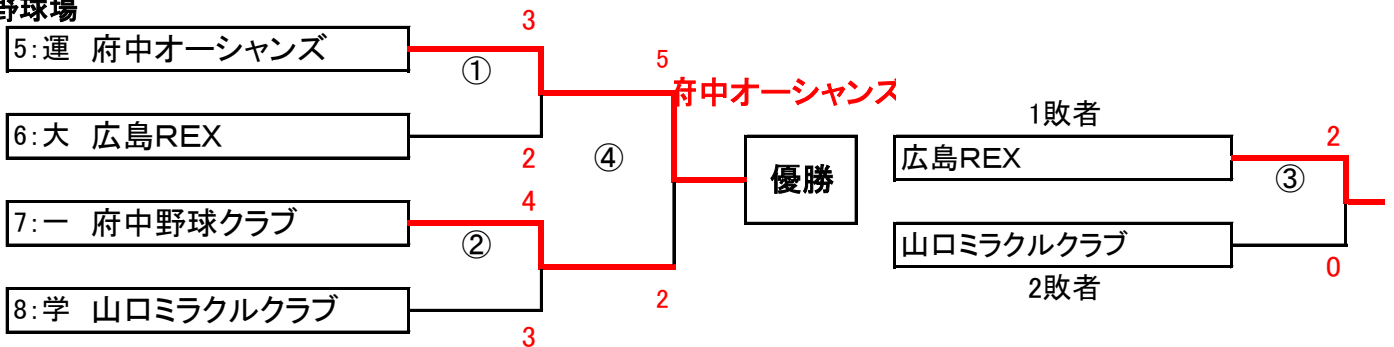 野球場
3
5:運 府中オーシャンズ
①
5
府中オーシャンズ
6:大 広島REX
2
④
優勝
4
7:一 府中野球クラブ
②
2
8:学 山口ミラクルクラブ
3
1敗者
広島REX
2
③
山口ミラクルクラブ
0
2敗者